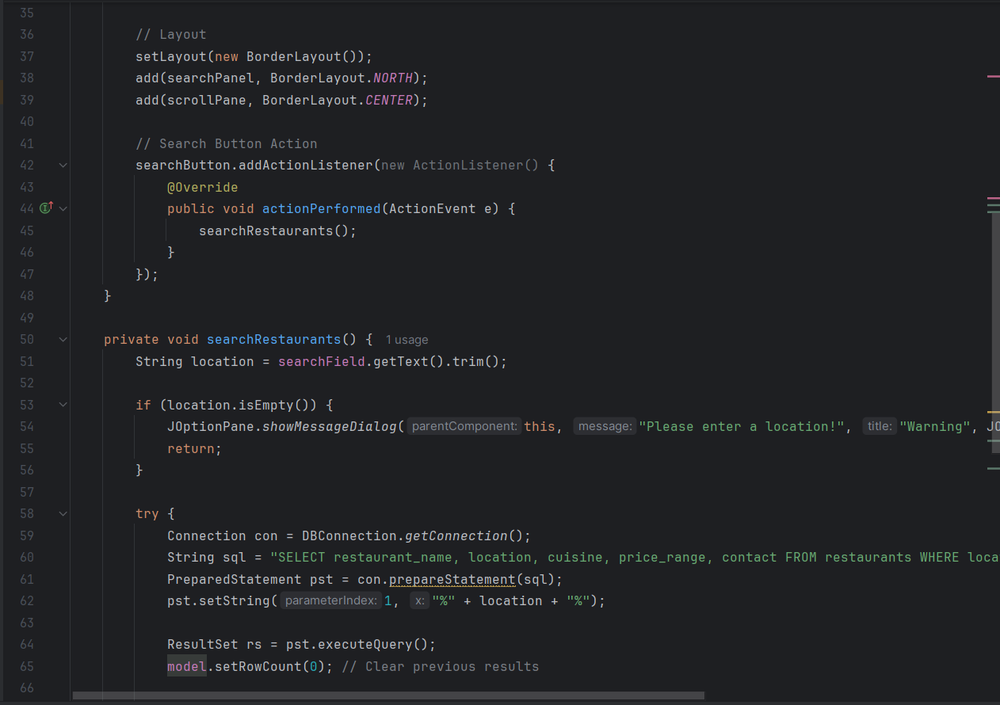 35
36 // Layout
37 setLayout(new BorderLayout());
38 add(searchPanel, BorderLayout.NORTH);
39 add(scrollPane, BorderLayout.CENTER);
40
41 // Search Button Action
42 searchButton.addActionListener(new ActionListener() {
43 @Override
44 public void actionPerformed(ActionEvent e) {
45 searchRestaurants();
46 }
47 });
48 }
49
50 private void searchRestaurants() { 1 usage
51 String location = searchField.getText().trim();
52
53 if (location.isEmpty()) {
54 JOptionPane.showMessageDialog( parentComponent: this, message: "Please enter a location!", title: "Warning", JO
55 return;
56 }
57
58 try {
59 Connection con = DBConnection.getConnection();
60 String sql = "SELECT restaurant_name, location, cuisine, price_range, contact FROM restaurants WHERE loca
61 PreparedStatement pst = con.prepareStatement(sql);
62 pst.setString( parameterIndex: 1, x: "%" + location + "%");
63
64 ResultSet rs = pst.executeQuery();
65 model.setRowCount(0); // Clear previous results
66